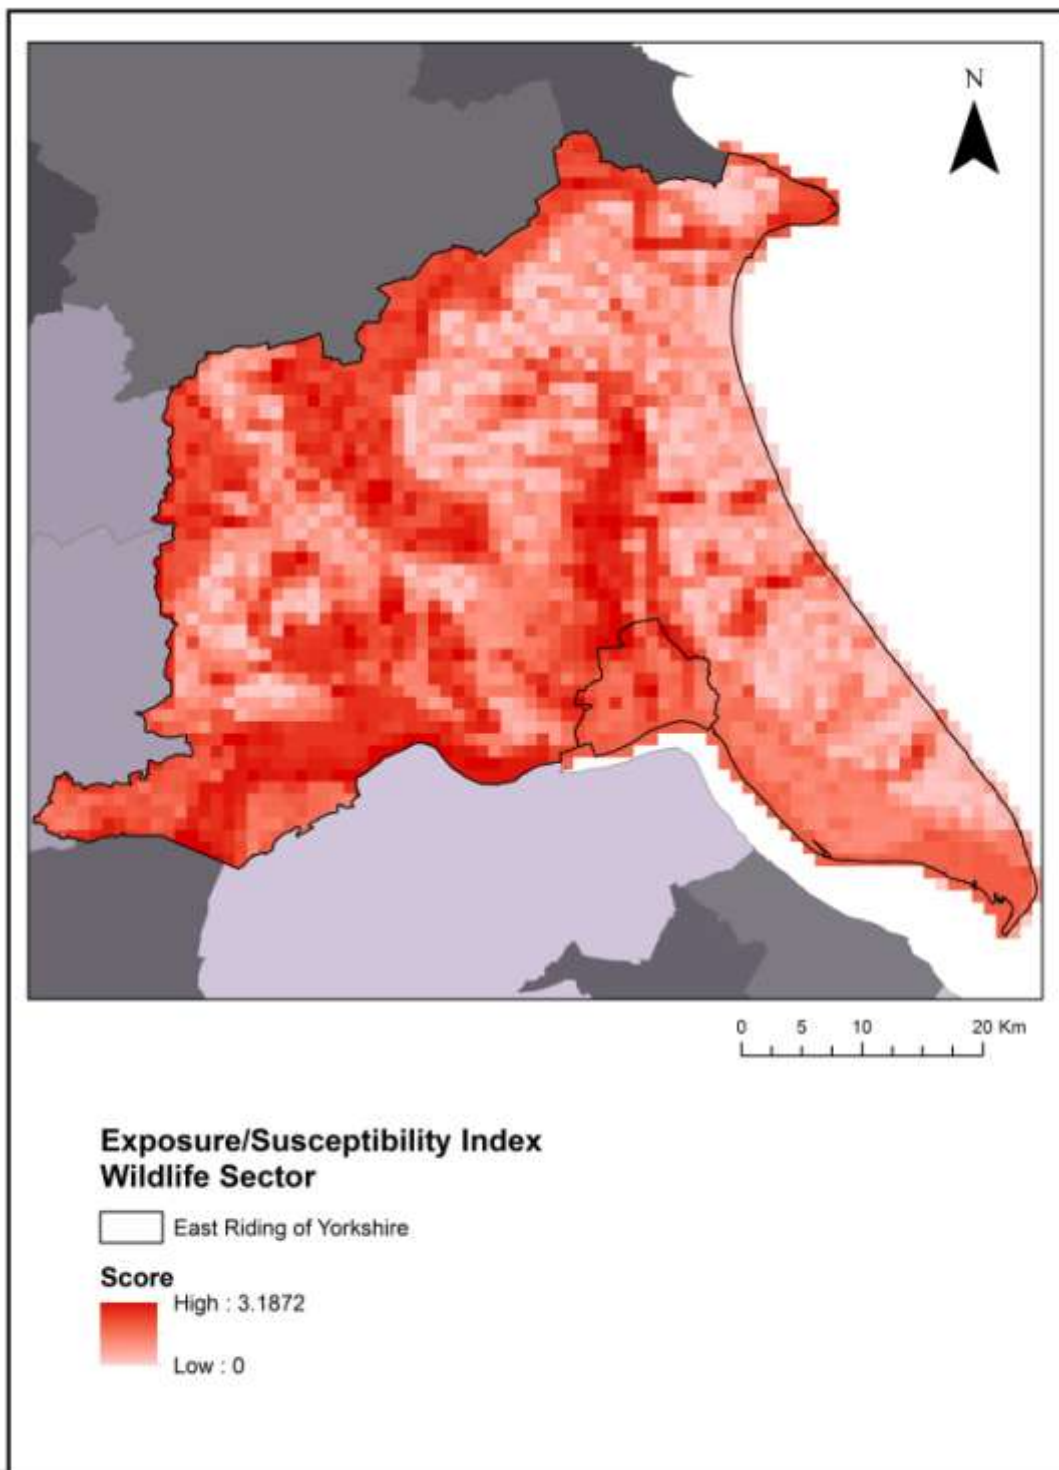 N
0 5 10 20 Km
Exposure/Susceptibility Index
Wildlife Sector
East Riding of Yorkshire
Score
High : 3.1872
Low : 0